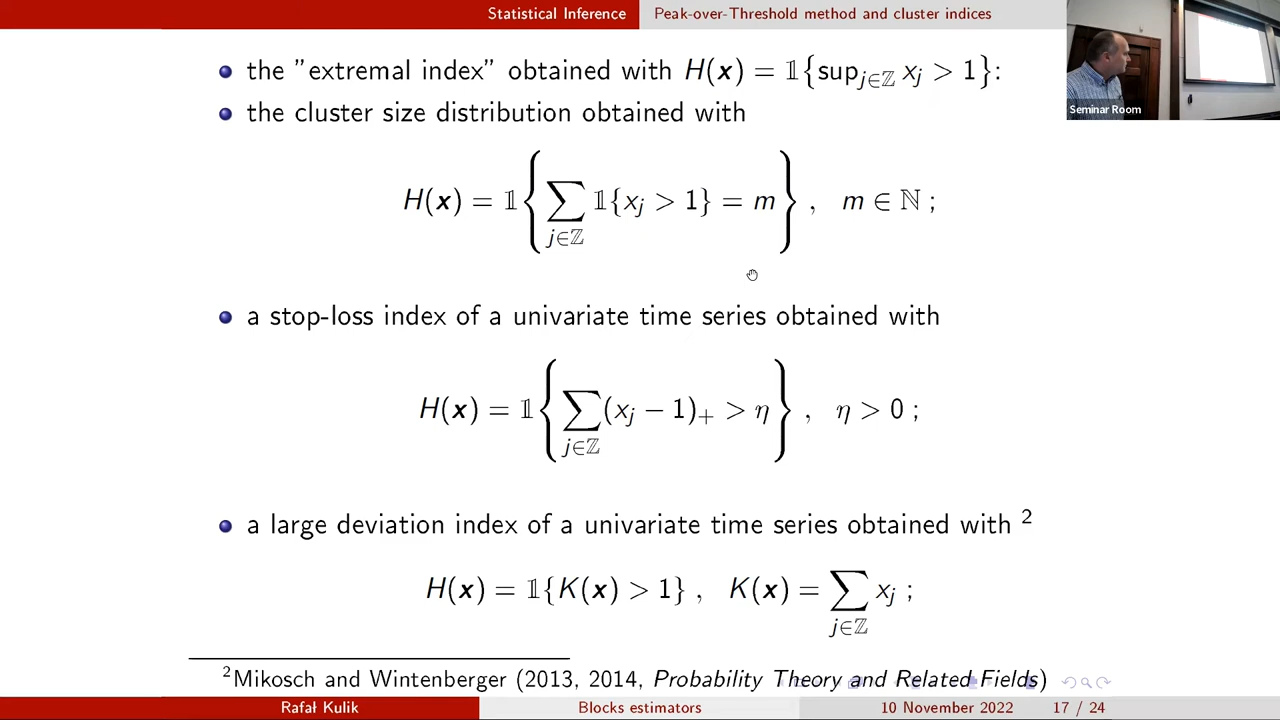 Statistical Inference Peak-over-Threshold method and cluster indices
Seminar Room
the "extremal index" obtained with H(𝒙) = 𝟙{sup_{j∈ℤ} x_j > 1}:
the cluster size distribution obtained with
H(𝒙) = 𝟙{∑_{j∈ℤ} 𝟙{x_j > 1} = m} , m ∈ ℕ ;
a stop-loss index of a univariate time series obtained with
H(𝒙) = 𝟙{∑_{j∈ℤ} (x_j − 1)_+ > η} , η > 0 ;
a large deviation index of a univariate time series obtained with ²
H(𝒙) = 𝟙{K(𝒙) > 1} , K(𝒙) = ∑_{j∈ℤ} x_j ;
²Mikosch and Wintenberger (2013, 2014, Probability Theory and Related Fields)
Rafał Kulik Blocks estimators 10 November 2022 17 / 24